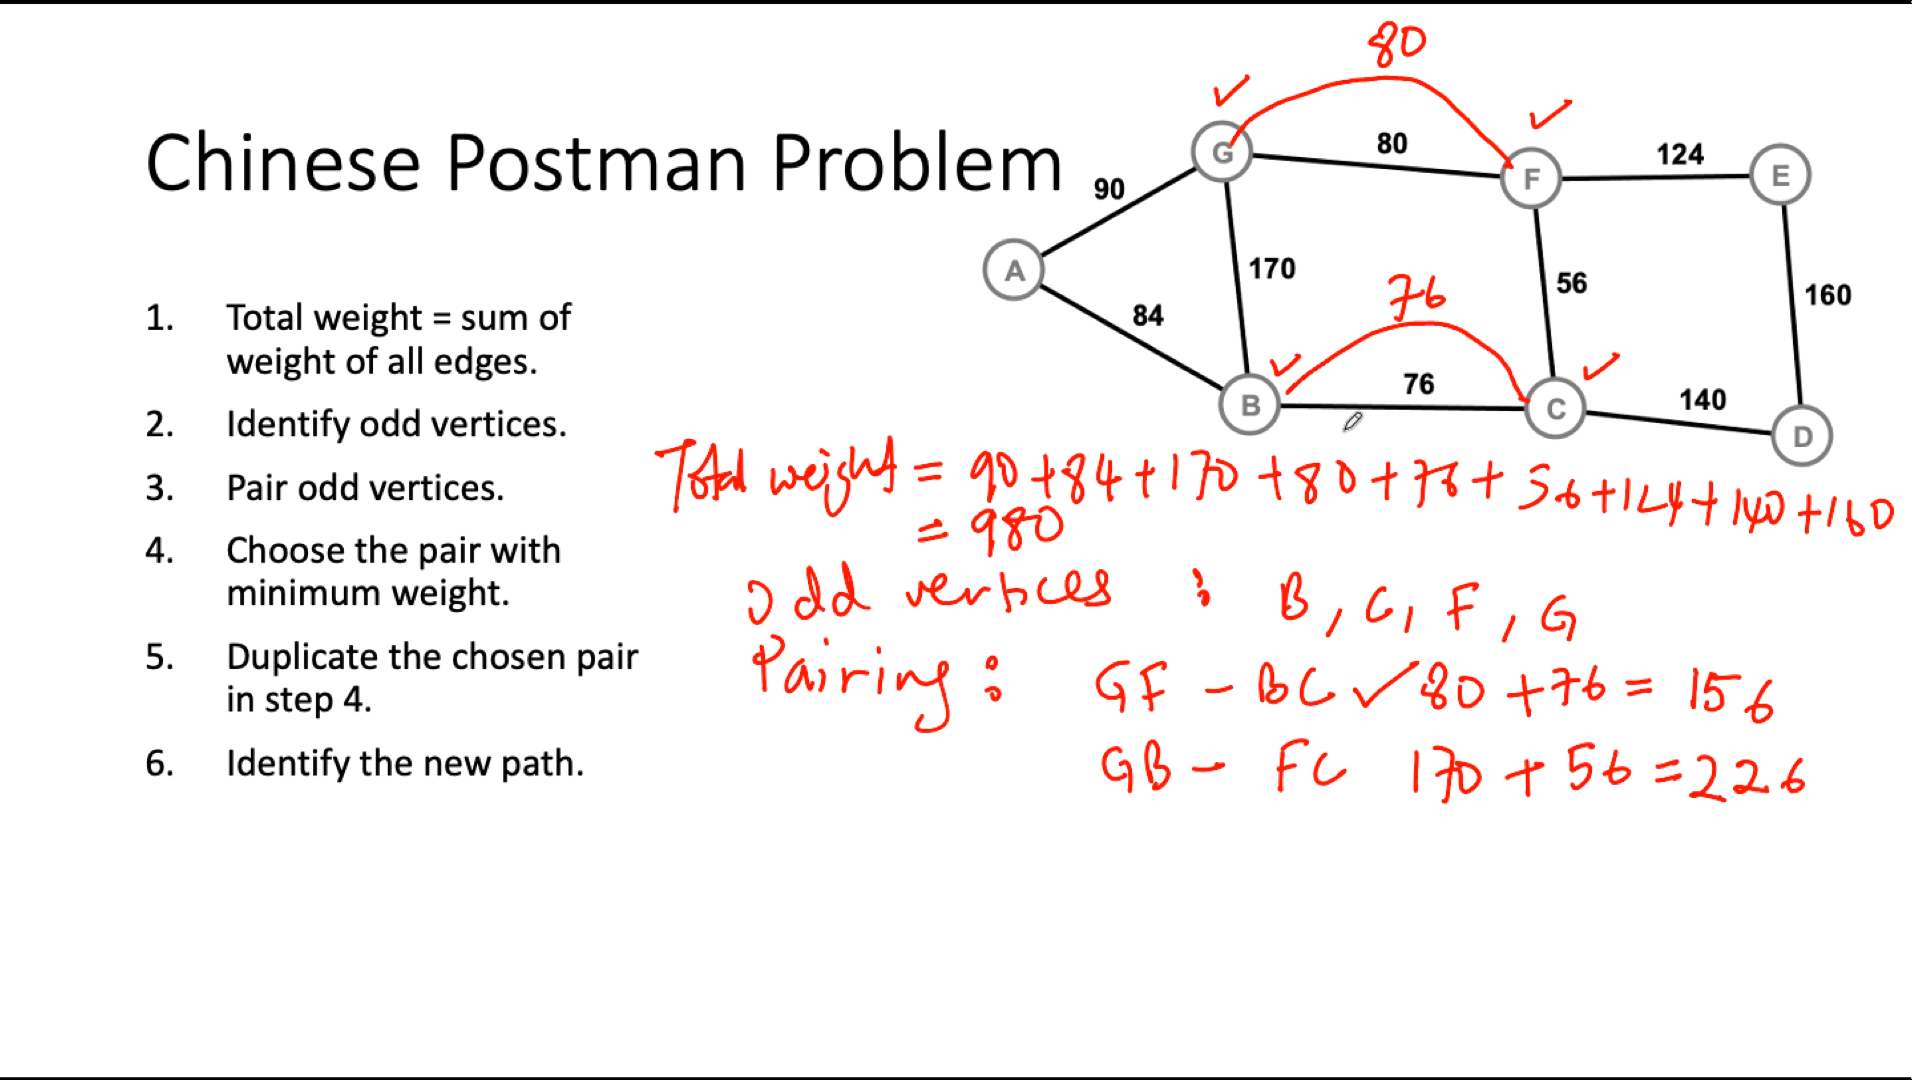 Chinese Postman Problem
1. Total weight = sum of
weight of all edges.
2. Identify odd vertices.
3. Pair odd vertices.
4. Choose the pair with
minimum weight.
5. Duplicate the chosen pair
in step 4.
6. Identify the new path.
80
G
80
F
124
E
90
A
170
56
160
84
76
B
76
C
140
D
Total weight = 90+84+170+80+76+56+124+140+160
= 980
Odd vertices : B, C, F, G
Pairing : GF - BC ✓ 80+76= 156
GB - FC 170+56=226